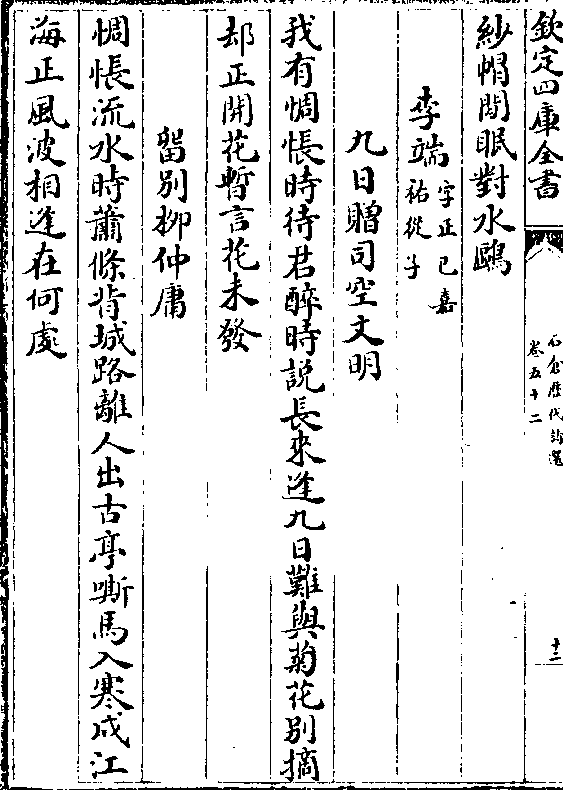 欽定四庫全書
石倉歷代詩選
卷五十二
十二
紗帽閒眠對水鷗
李端 字正已嘉
祐從子
九日贈司空文明
我有惆悵時待君醉時説長來逢九日難與菊花别摘
却正開花暫言花未發
留别柳仲庸
惆悵流水時蕭條背城路離人出古亭嘶馬入寒戍江
海正風波相逢在何處